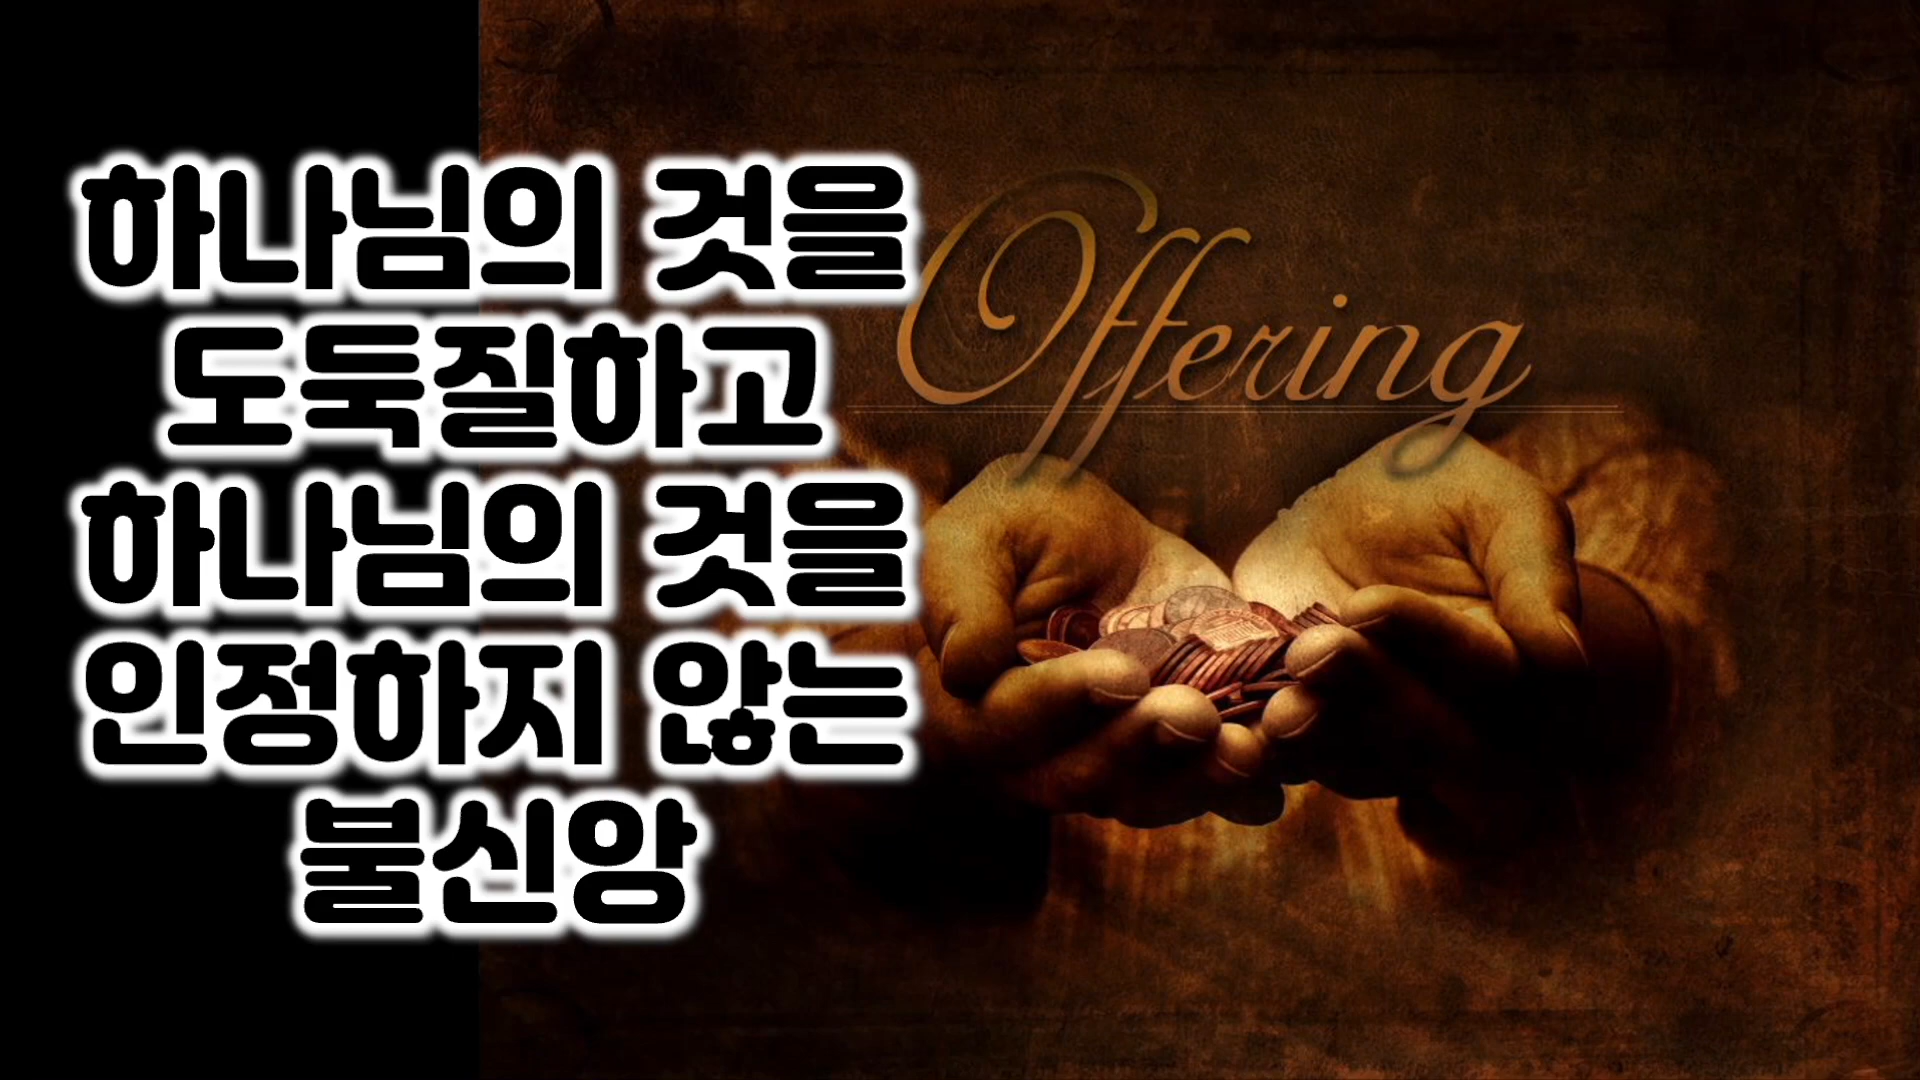 하나님의 것을
도둑질하고
하나님의 것을
인정하지 않는
불신앙
Offering